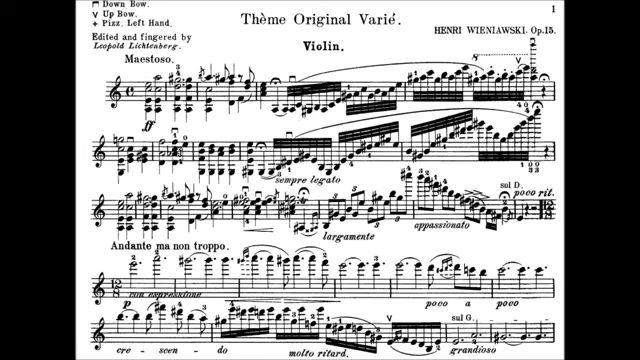 Down Bow.
Up Bow.
+ Pizz. Left Hand.
Edited and fingered by
Leopold Lichtenberg.
Thème Original Varié.
1
HENRI WIENIAWSKI. Op. 15.
Violin.
Maestoso.
ff
sempre legato
sul D.
poco rit.
largamente
appassionato
Andante ma non troppo.
p
con espressione
poco a poco
sul G.
cre - scen - do
molto ritard.
grandioso